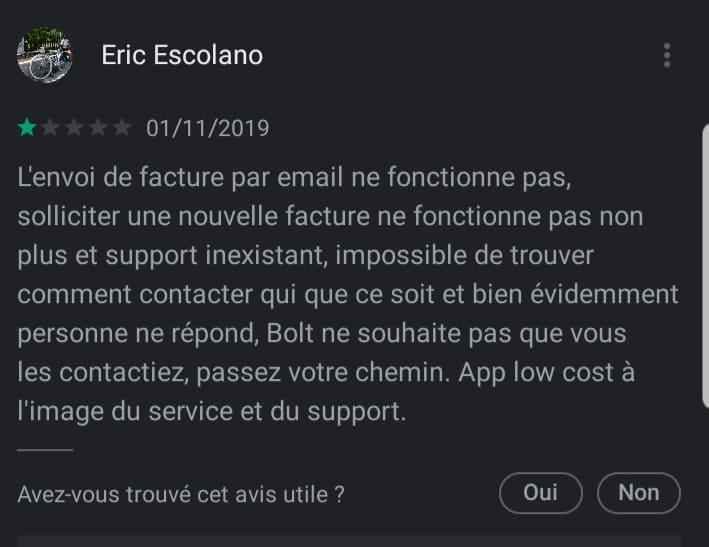 Eric Escolano
01/11/2019
L'envoi de facture par email ne fonctionne pas,
solliciter une nouvelle facture ne fonctionne pas non
plus et support inexistant, impossible de trouver
comment contacter qui que ce soit et bien évidemment
personne ne répond, Bolt ne souhaite pas que vous
les contactiez, passez votre chemin. App low cost à
l'image du service et du support.
Avez-vous trouvé cet avis utile ?
Oui
Non